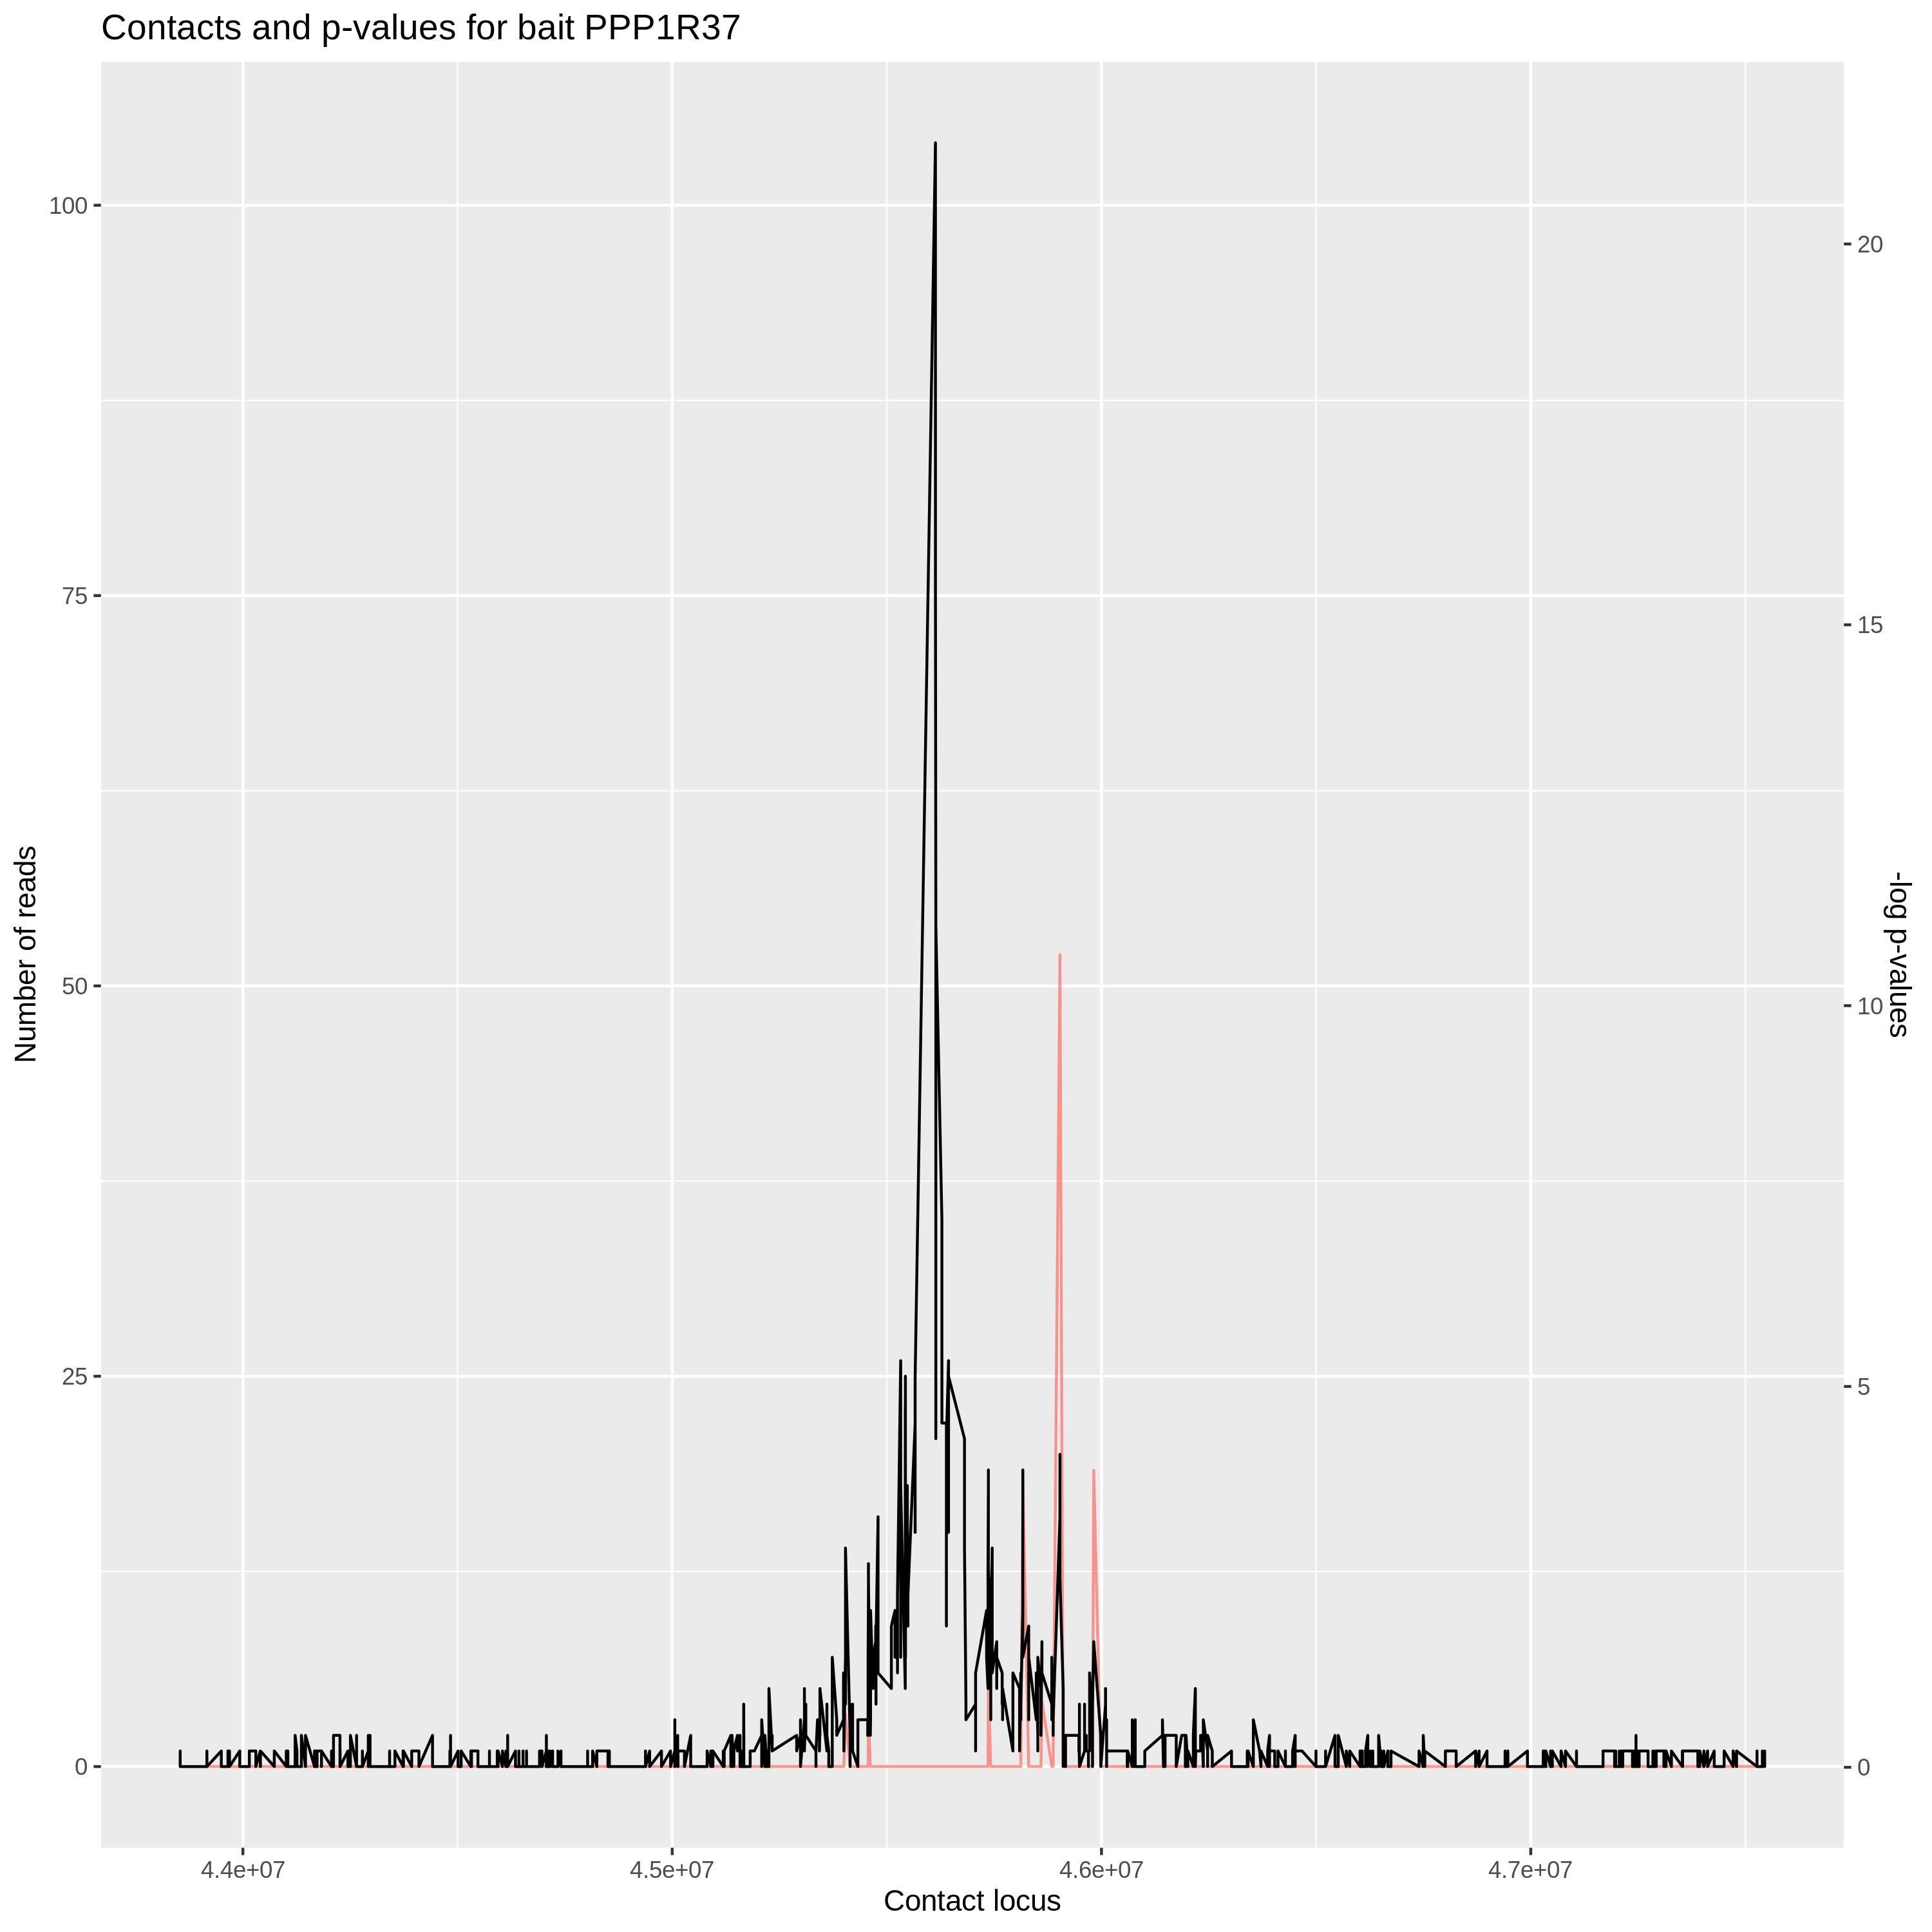 Contacts and p-values for bait PPP1R37
100
75
50
25
0
20
15
10
5
0
Number of reads
-log p-values
4.4e+07
4.5e+07
4.6e+07
4.7e+07
Contact locus